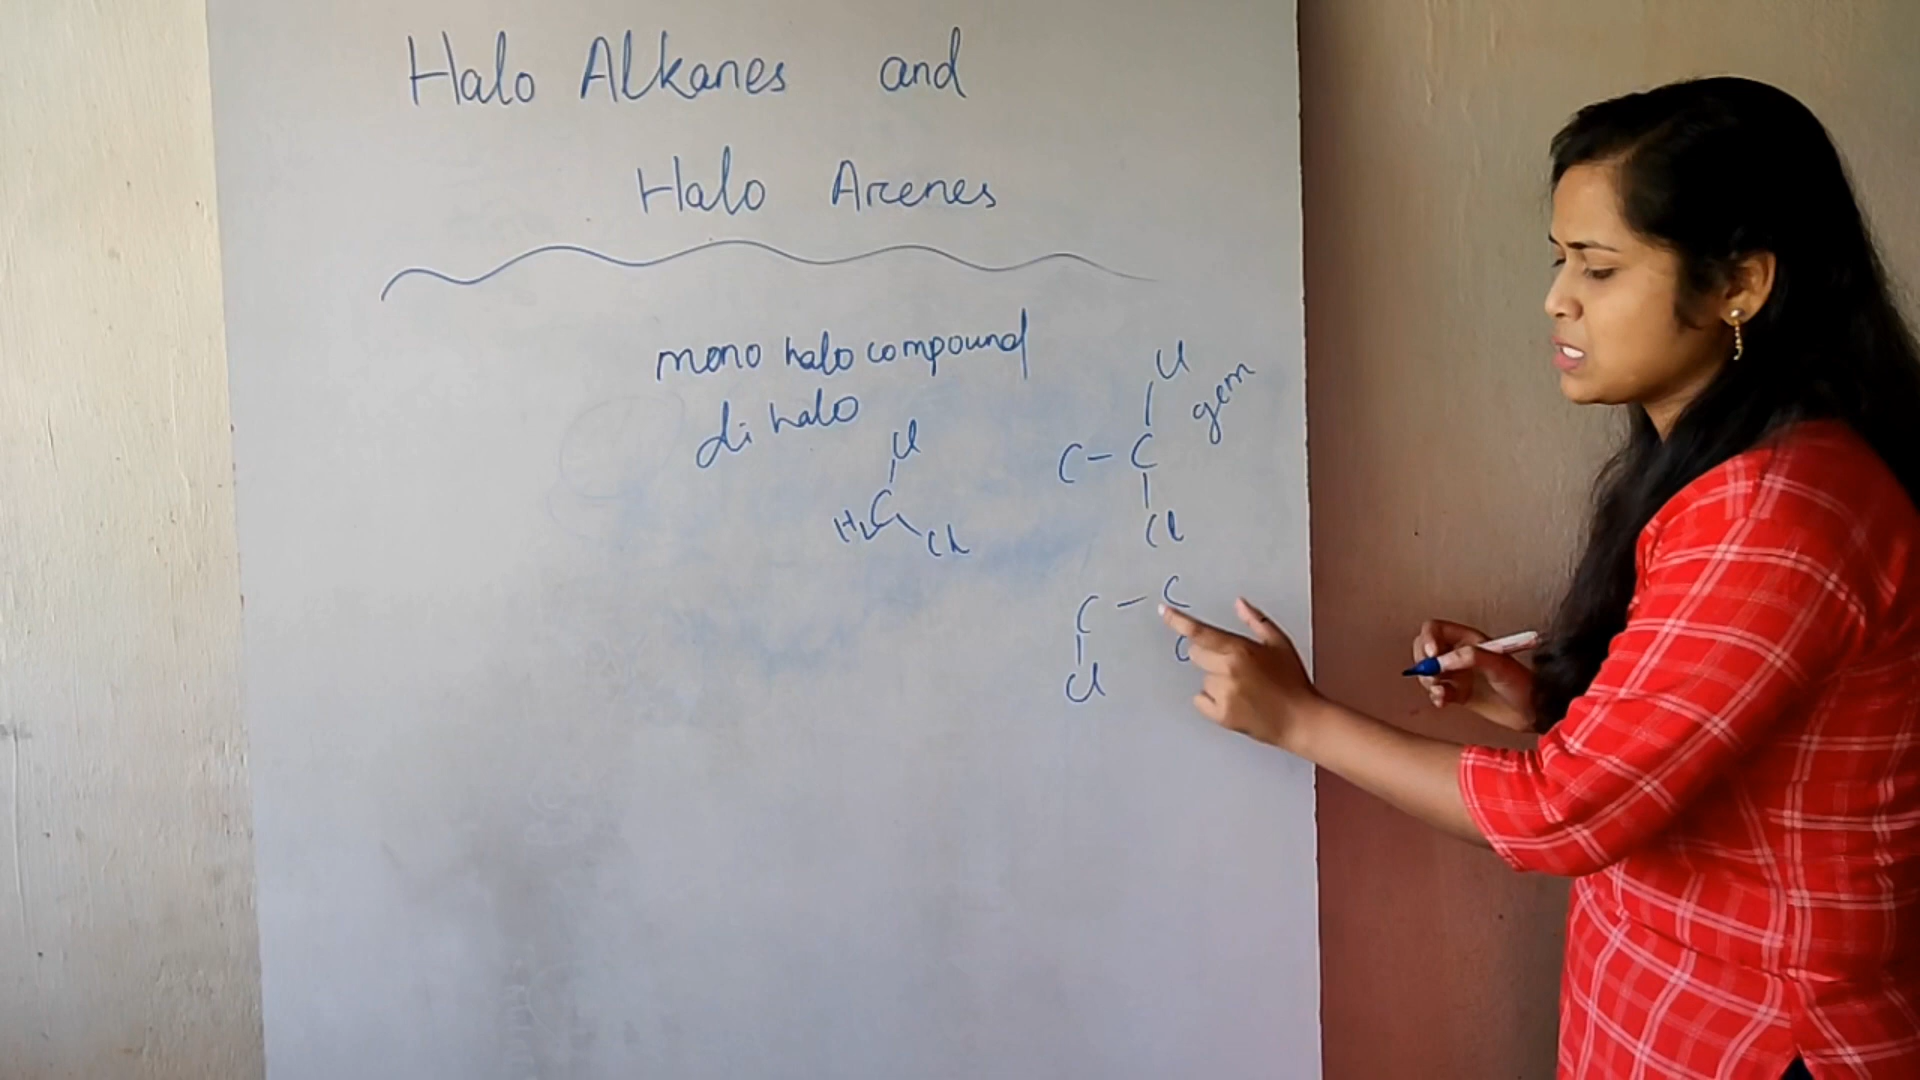 Halo Alkanes and
Halo Arenes
mono halo compound
di halo
Cl
H₂C
Cl
Cl
gem
C-C
Cl
C-C
Cl
C